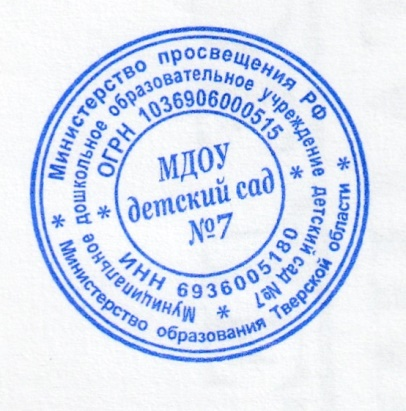 Министерство просвещения РФ
* Министерство образования Тверской области *
Муниципальное дошкольное образовательное учреждение детский сад №7 *
* ОГРН 1036906000515 *
ИНН 6936005180
МДОУ
детский сад
№7